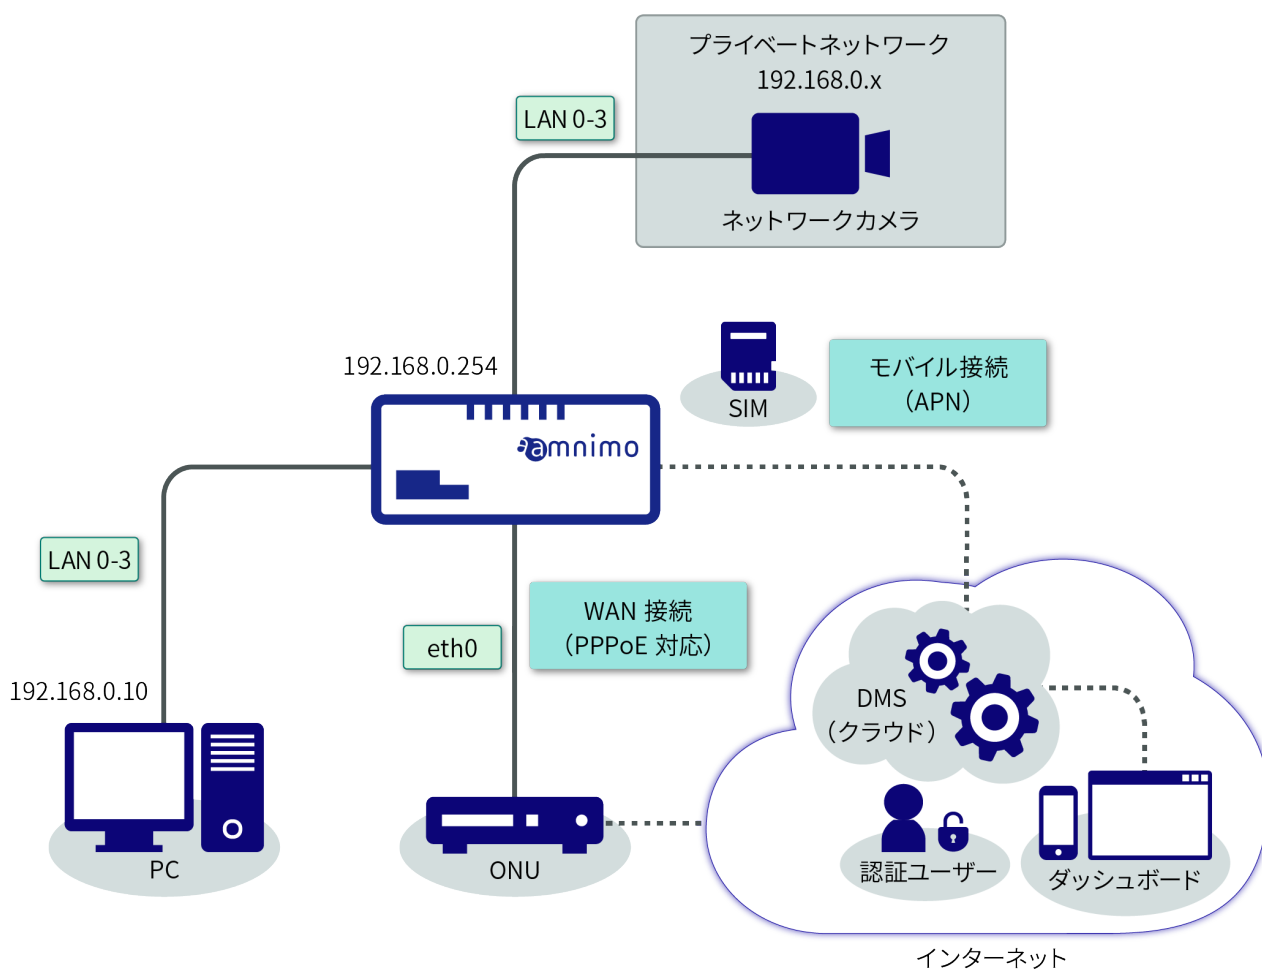 プライベートネットワーク
192.168.0.x
LAN 0-3
ネットワークカメラ
192.168.0.254
SIM
モバイル接続
（APN）
amnimo
LAN 0-3
WAN 接続
（PPPoE 対応）
eth0
192.168.0.10
DMS
（クラウド）
PC
ONU
認証ユーザー
ダッシュボード
インターネット